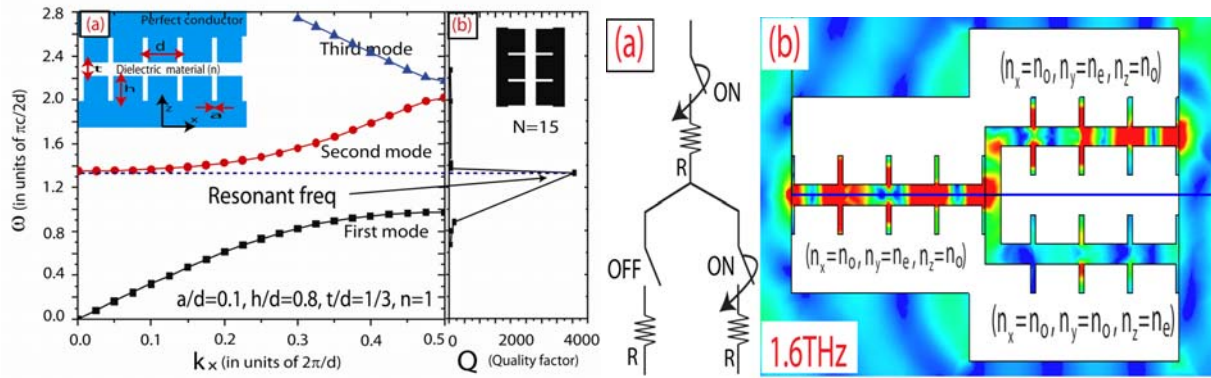 (a)
Perfect conductor
d
t
Dielectric material (n)
h
z
x
a
Third mode
Second mode
Resonant freq
First mode
a/d=0.1, h/d=0.8, t/d=1/3, n=1
ω (in units of πc/2d)
2.8
2.4
2.0
1.6
1.2
0.8
0.4
0.0
0.0 0.1 0.2 0.3 0.4 0.5
kx (in units of 2π/d)
(b)
N=15
0 2000 4000
Q (Quality factor)
(a)
ON
R
OFF
ON
R
R
(b)
(nx=no, ny=ne, nz=no)
(nx=no, ny=ne, nz=no)
(nx=no, ny=no, nz=ne)
1.6THz